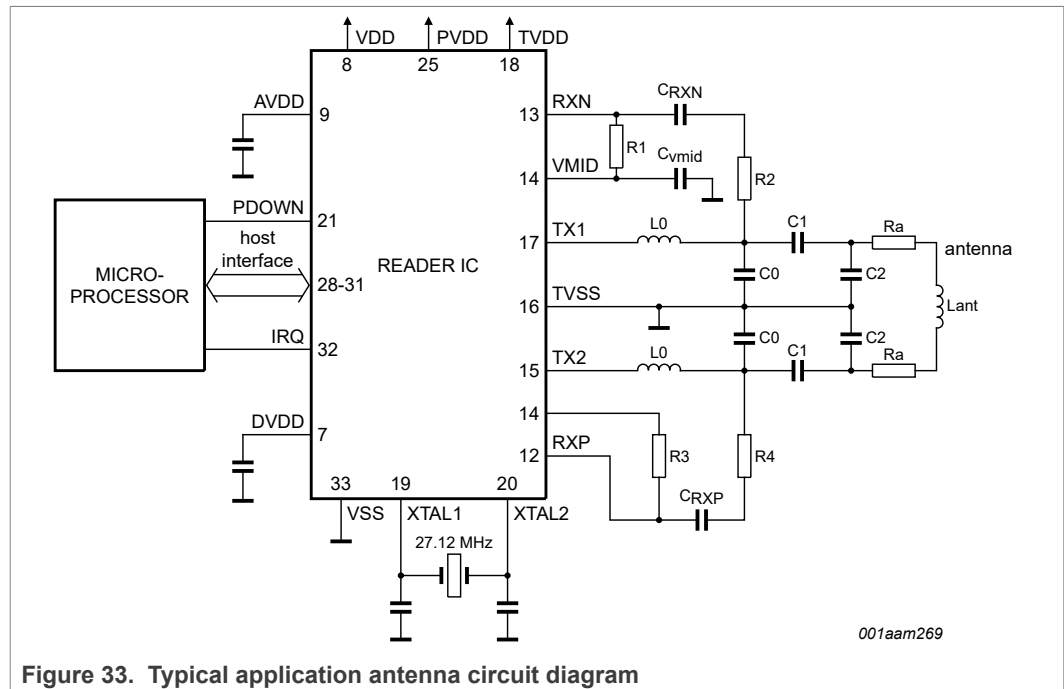 VDD
PVDD
TVDD
8
25
18
AVDD
9
13
RXN
CRXN
R1
VMID
14
Cvmid
R2
MICRO-
PROCESSOR
PDOWN
21
host
interface
28-31
IRQ
32
READER IC
17
TX1
L0
C1
Ra
antenna
C0
C2
TVSS
16
Lant
C0
C2
TX2
15
L0
C1
Ra
14
RXP
12
R3
R4
CRXP
DVDD
7
33
19
20
VSS
XTAL1
XTAL2
27.12 MHz
001aam269
Figure 33. Typical application antenna circuit diagram